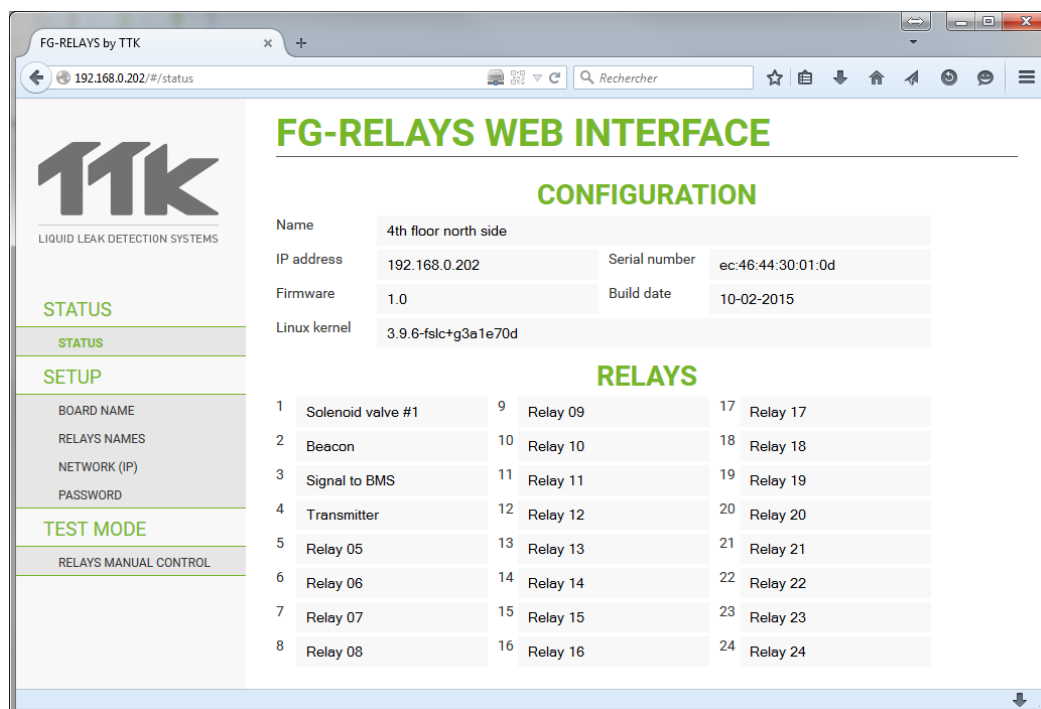 FG-RELAYS by TTK
192.168.0.202/#/status
Rechercher
TTK
LIQUID LEAK DETECTION SYSTEMS
STATUS
STATUS
SETUP
BOARD NAME
RELAYS NAMES
NETWORK (IP)
PASSWORD
TEST MODE
RELAYS MANUAL CONTROL
FG-RELAYS WEB INTERFACE
CONFIGURATION
Name 4th floor north side
IP address 192.168.0.202 Serial number ec:46:44:30:01:0d
Firmware 1.0 Build date 10-02-2015
Linux kernel 3.9.6-fslc+g3a1e70d
RELAYS
1 Solenoid valve #1 9 Relay 09 17 Relay 17
2 Beacon 10 Relay 10 18 Relay 18
3 Signal to BMS 11 Relay 11 19 Relay 19
4 Transmitter 12 Relay 12 20 Relay 20
5 Relay 05 13 Relay 13 21 Relay 21
6 Relay 06 14 Relay 14 22 Relay 22
7 Relay 07 15 Relay 15 23 Relay 23
8 Relay 08 16 Relay 16 24 Relay 24